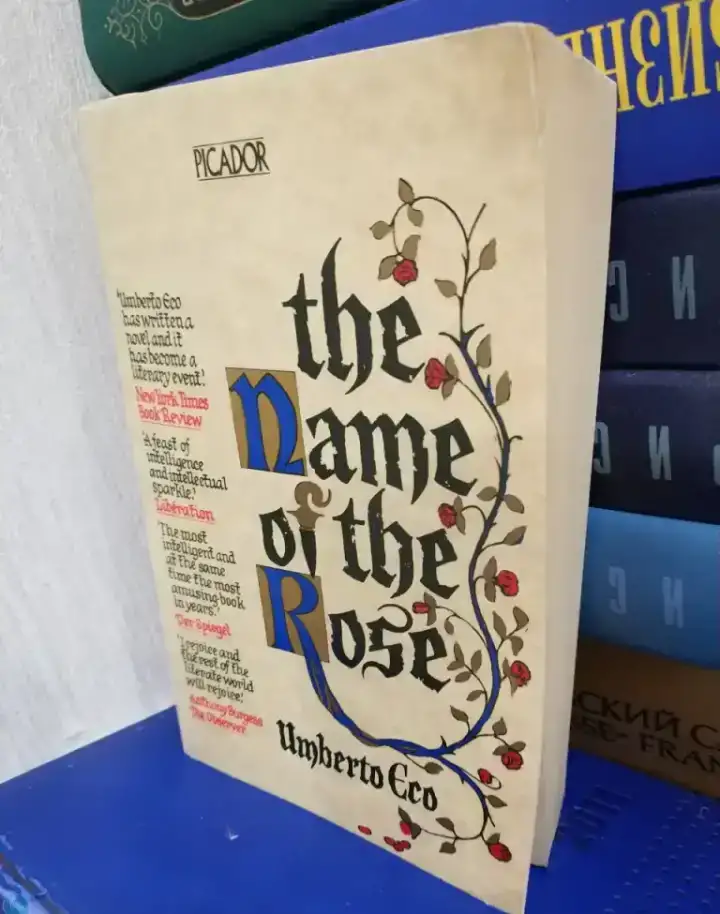 PICADOR
the
Name
of the
Rose
Umberto Eco
'Umberto Eco
has written a
novel and it
has become a
literary event.'
New York Times
Book Review
'A feast of
intelligence
and intellectual
sparkle.'
Libération
'The most
intelligent and
at the same
time the most
amusing book
in years.'
Der Spiegel
'I rejoice and
the rest of the
literate world
will rejoice.'
Anthony Burgess
The Observer